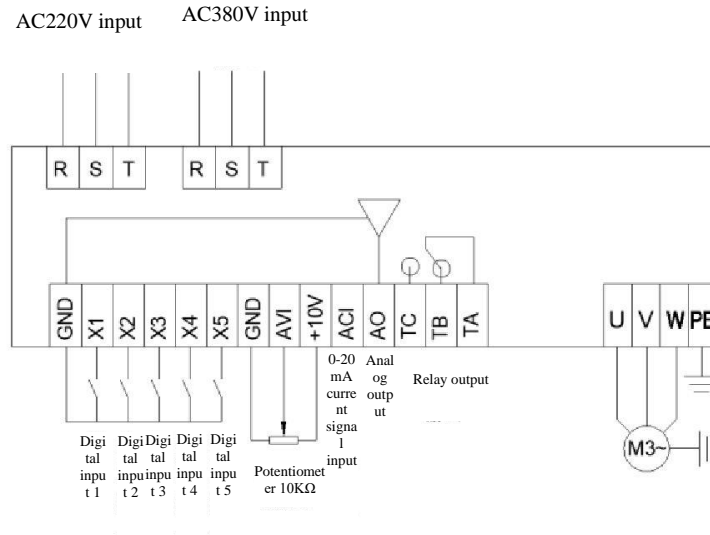 AC220V input
AC380V input
R S T
R S T
GND
X1
X2
X3
X4
X5
GND
AVI
+10V
ACI
AO
TC
TB
TA
U V W PE
0-20
mA
curre
nt
signa
l
input
Anal
og
outp
ut
Relay output
Digi
tal
inpu
t 1
Digi
tal
inpu
t 2
Digi
tal
inpu
t 3
Digi
tal
inpu
t 4
Digi
tal
inpu
t 5
Potentiomet
er 10KΩ
M3~